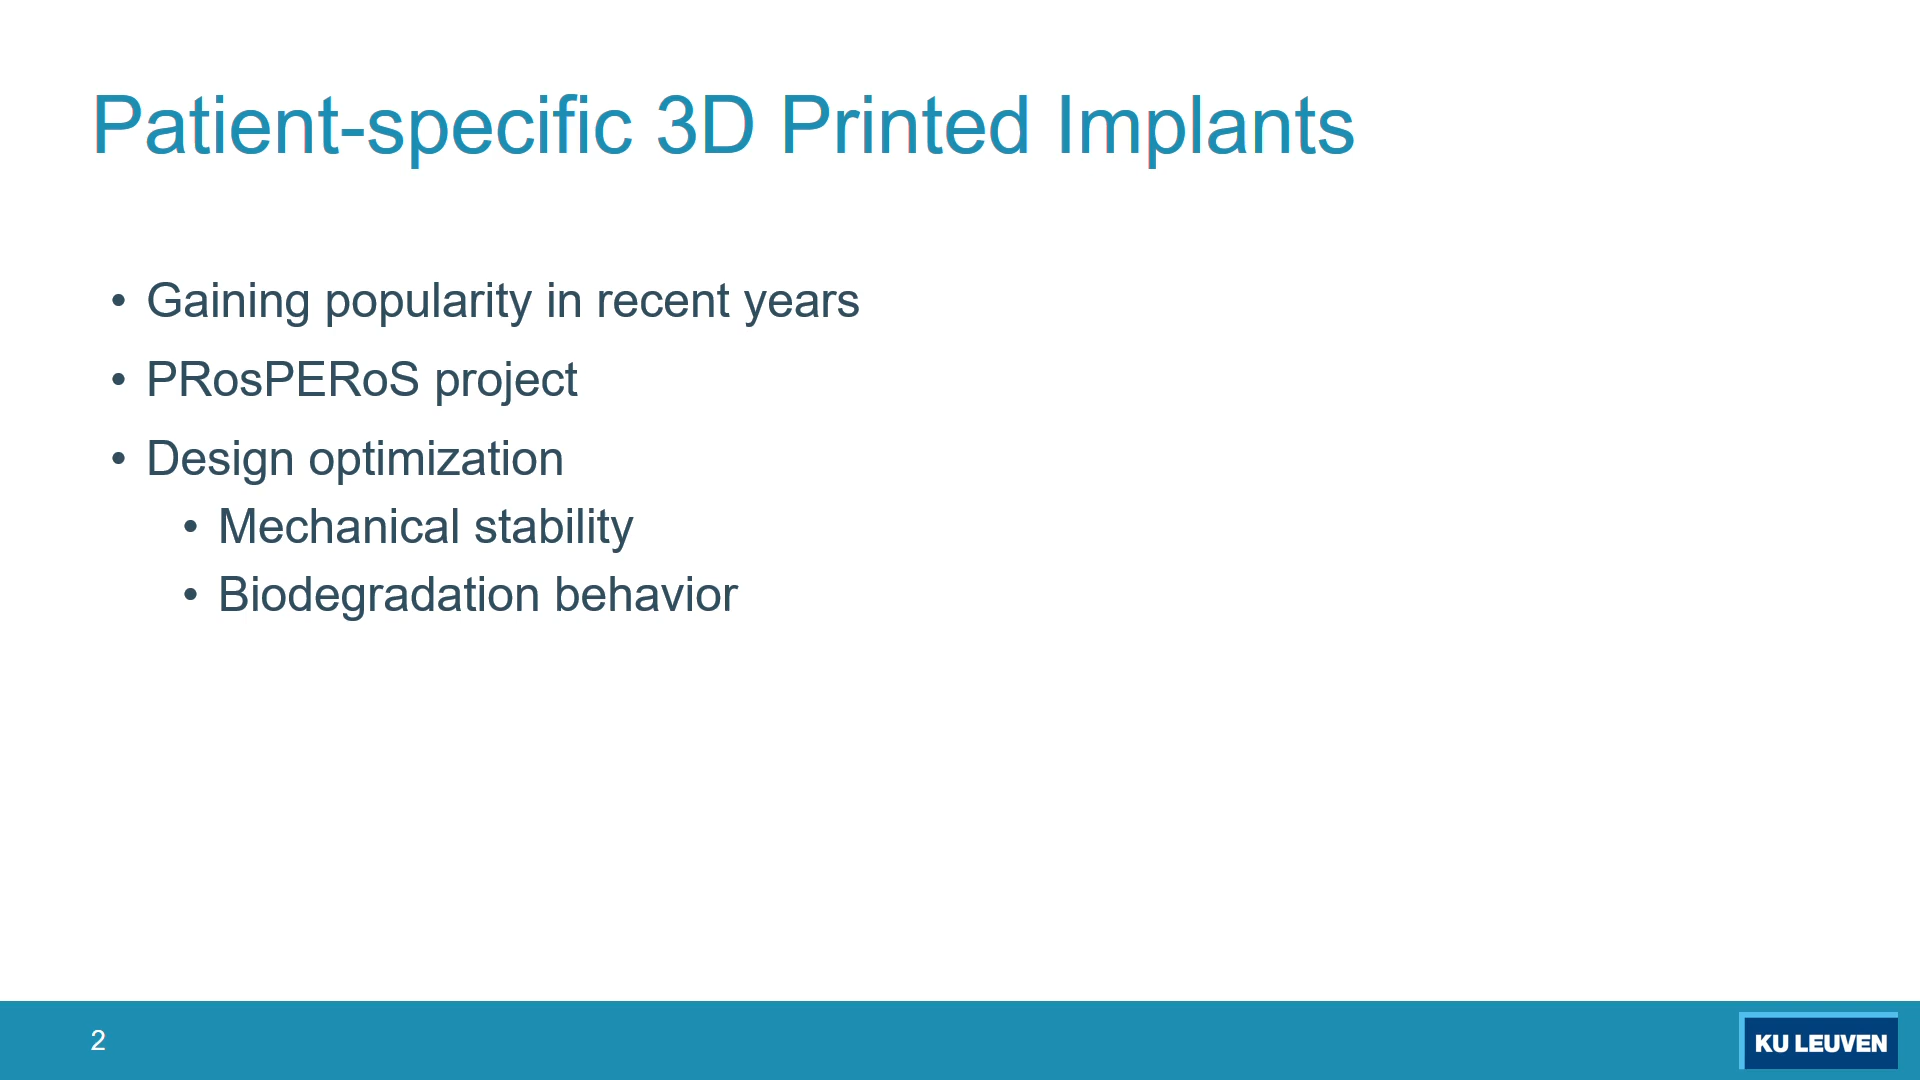 Patient-specific 3D Printed Implants
• Gaining popularity in recent years
• PRosPERoS project
• Design optimization
• Mechanical stability
• Biodegradation behavior
2
KU LEUVEN